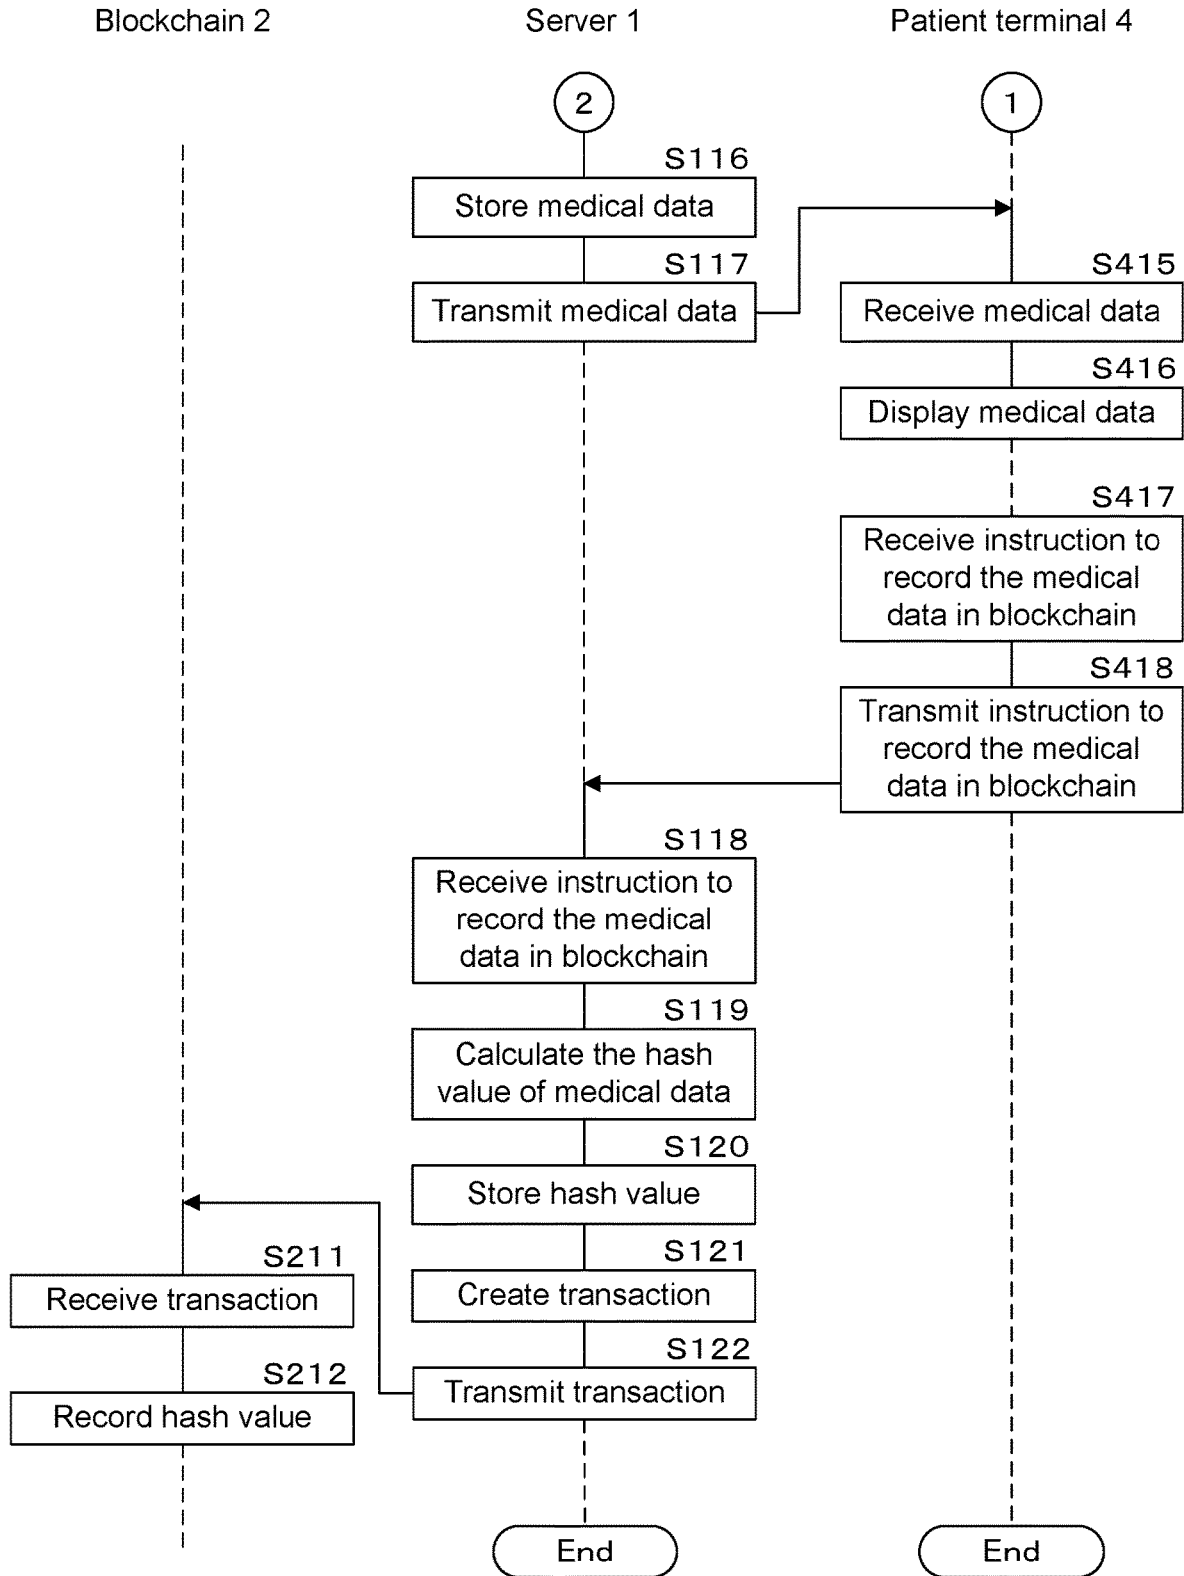 Blockchain 2
Server 1
Patient terminal 4
2
1
S116
Store medical data
S117
Transmit medical data
S415
Receive medical data
S416
Display medical data
S417
Receive instruction to
record the medical
data in blockchain
S418
Transmit instruction to
record the medical
data in blockchain
S118
Receive instruction to
record the medical
data in blockchain
S119
Calculate the hash
value of medical data
S120
Store hash value
S211
Receive transaction
S121
Create transaction
S212
Record hash value
S122
Transmit transaction
End
End